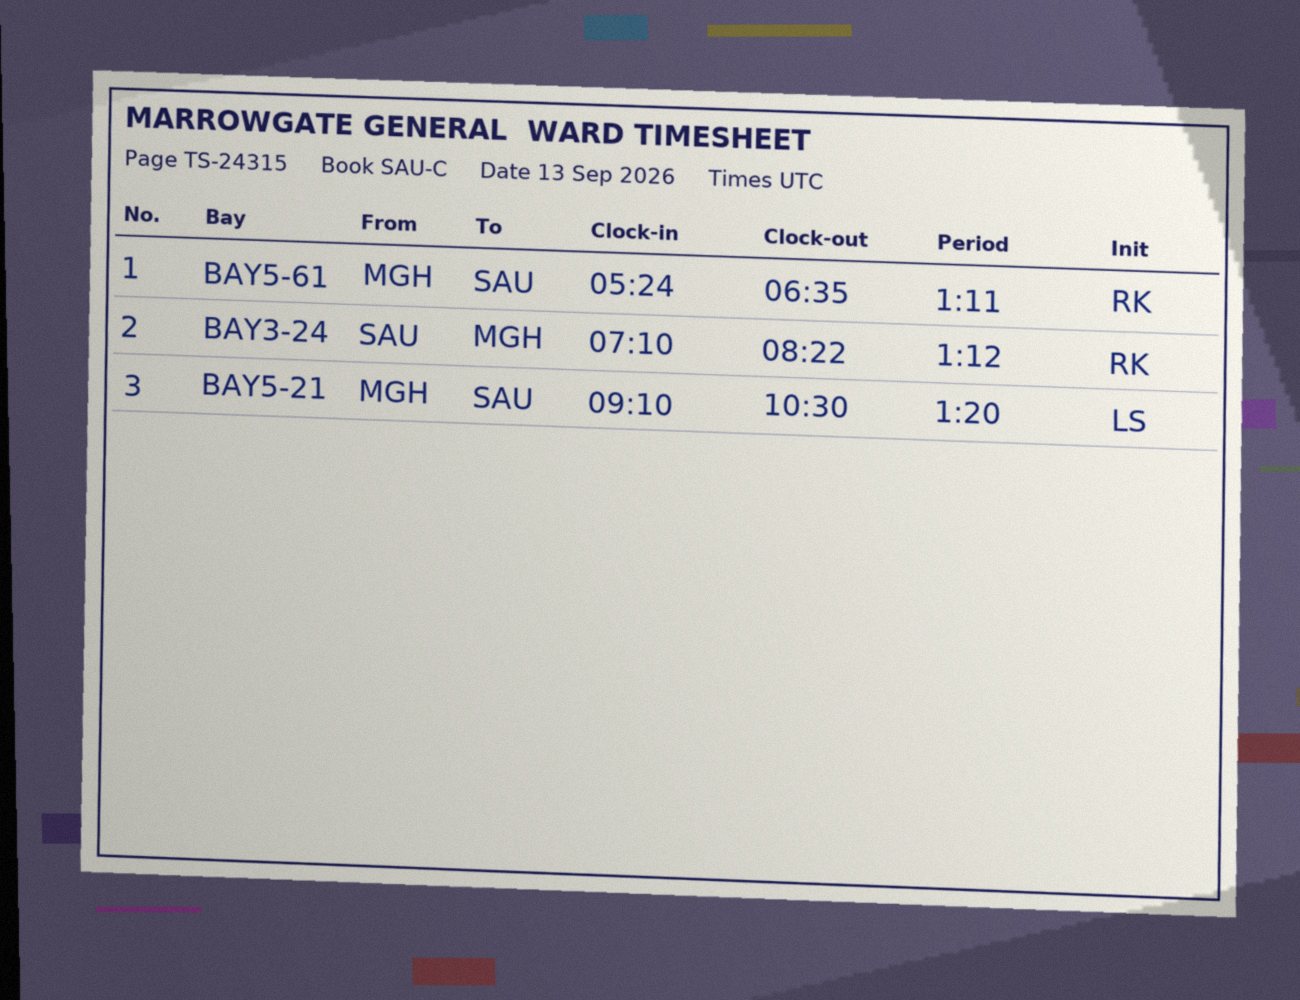 MARROWGATE GENERAL WARD TIMESHEET
Page TS-24315 Book SAU-C Date 13 Sep 2026 Times UTC
No. Bay From To Clock-in Clock-out Period Init
1 BAY5-61 MGH SAU 05:24 06:35 1:11 RK
2 BAY3-24 SAU MGH 07:10 08:22 1:12 RK
3 BAY5-21 MGH SAU 09:10 10:30 1:20 LS